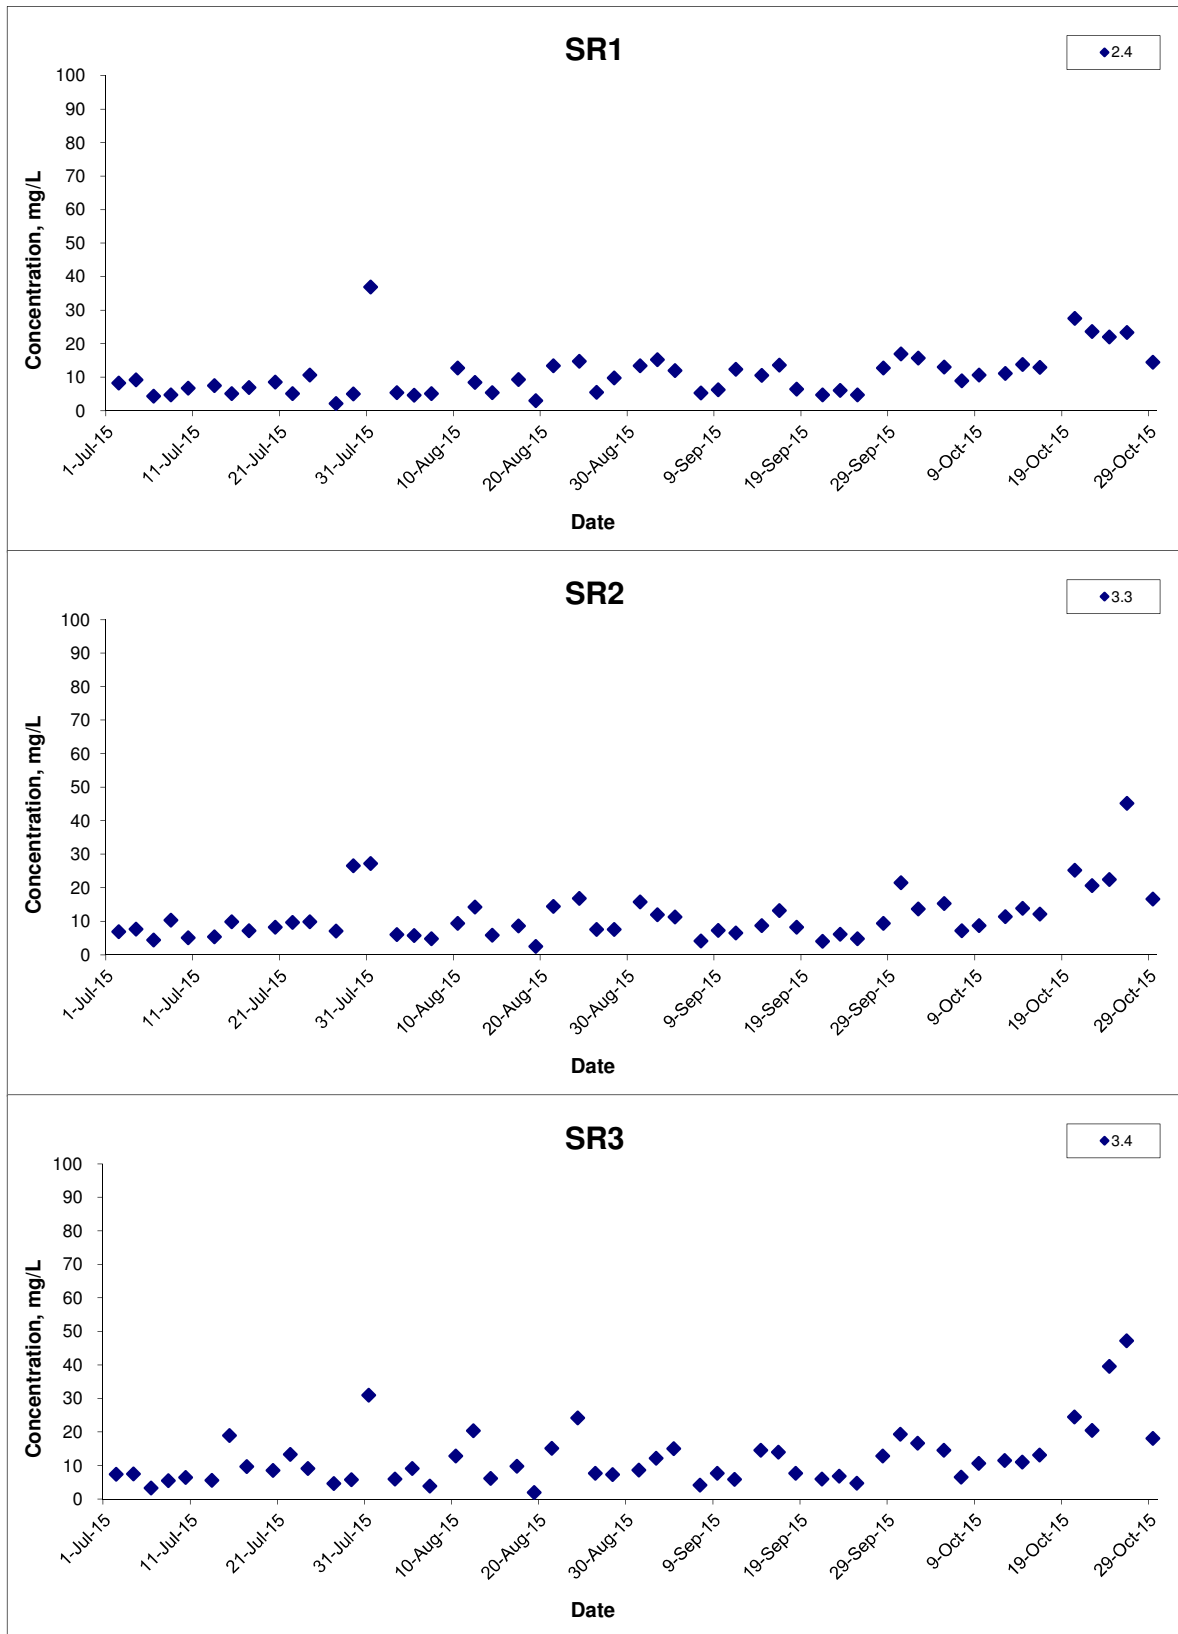 SR1
2.4
Concentration, mg/L
100
90
80
70
60
50
40
30
20
10
0
1-Jul-15
11-Jul-15
21-Jul-15
31-Jul-15
10-Aug-15
20-Aug-15
30-Aug-15
9-Sep-15
19-Sep-15
29-Sep-15
9-Oct-15
19-Oct-15
29-Oct-15
Date
SR2
3.3
Concentration, mg/L
100
90
80
70
60
50
40
30
20
10
0
1-Jul-15
11-Jul-15
21-Jul-15
31-Jul-15
10-Aug-15
20-Aug-15
30-Aug-15
9-Sep-15
19-Sep-15
29-Sep-15
9-Oct-15
19-Oct-15
29-Oct-15
Date
SR3
3.4
Concentration, mg/L
100
90
80
70
60
50
40
30
20
10
0
1-Jul-15
11-Jul-15
21-Jul-15
31-Jul-15
10-Aug-15
20-Aug-15
30-Aug-15
9-Sep-15
19-Sep-15
29-Sep-15
9-Oct-15
19-Oct-15
29-Oct-15
Date